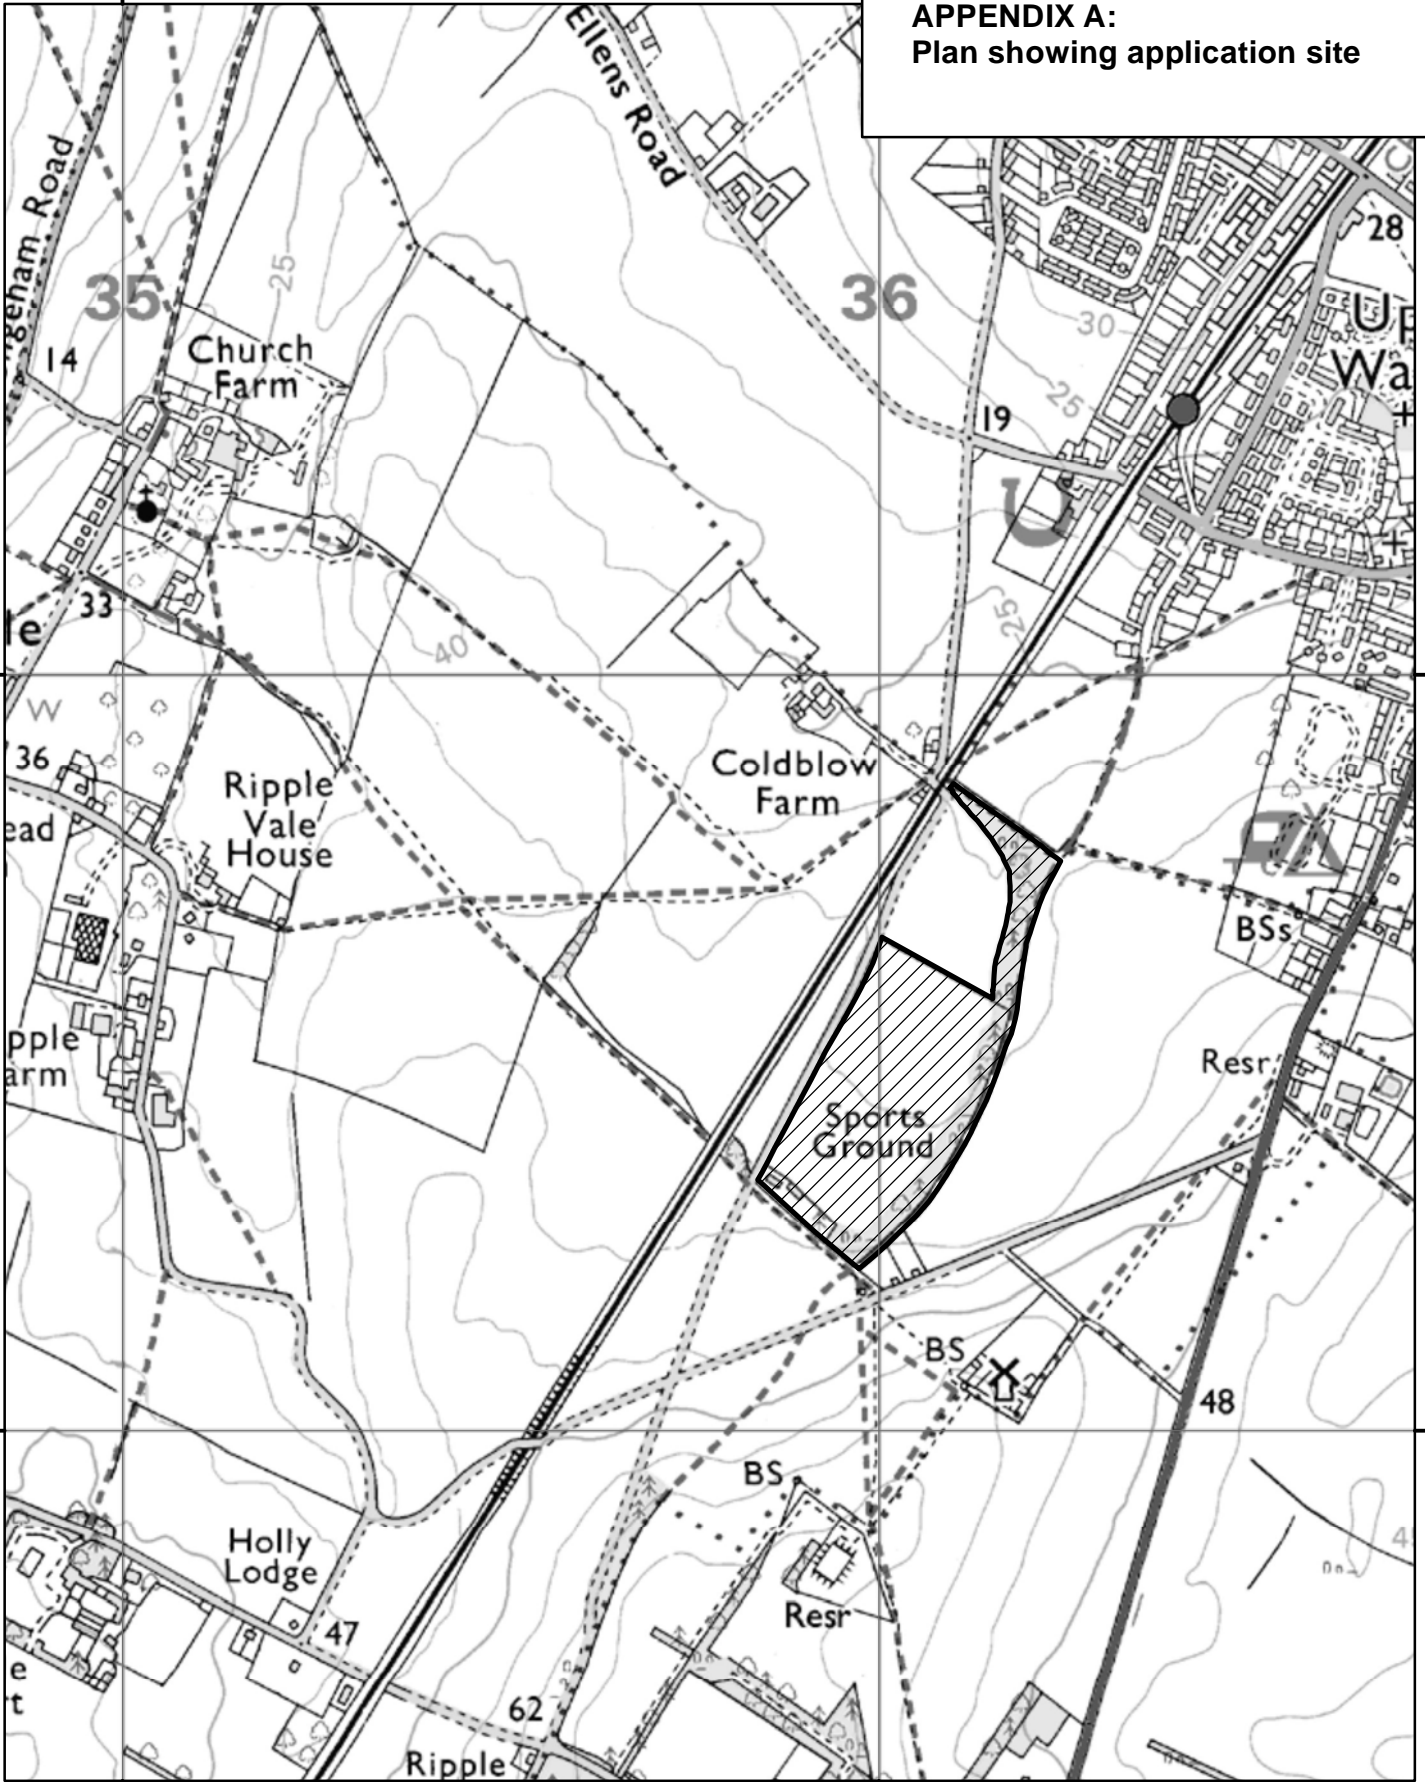 APPENDIX A:
Plan showing application site
Ellens Road
ngeham Road
28
35
36
25
14
Church
Farm
30
Up
Wa
25
19
33
le
40
25
W
36
ead
Ripple
Vale
House
Coldblow
Farm
BSs
pple
arm
Resr
Sports
Ground
BS
48
BS
Holly
Lodge
Resr
47
e
t
62
Ripple